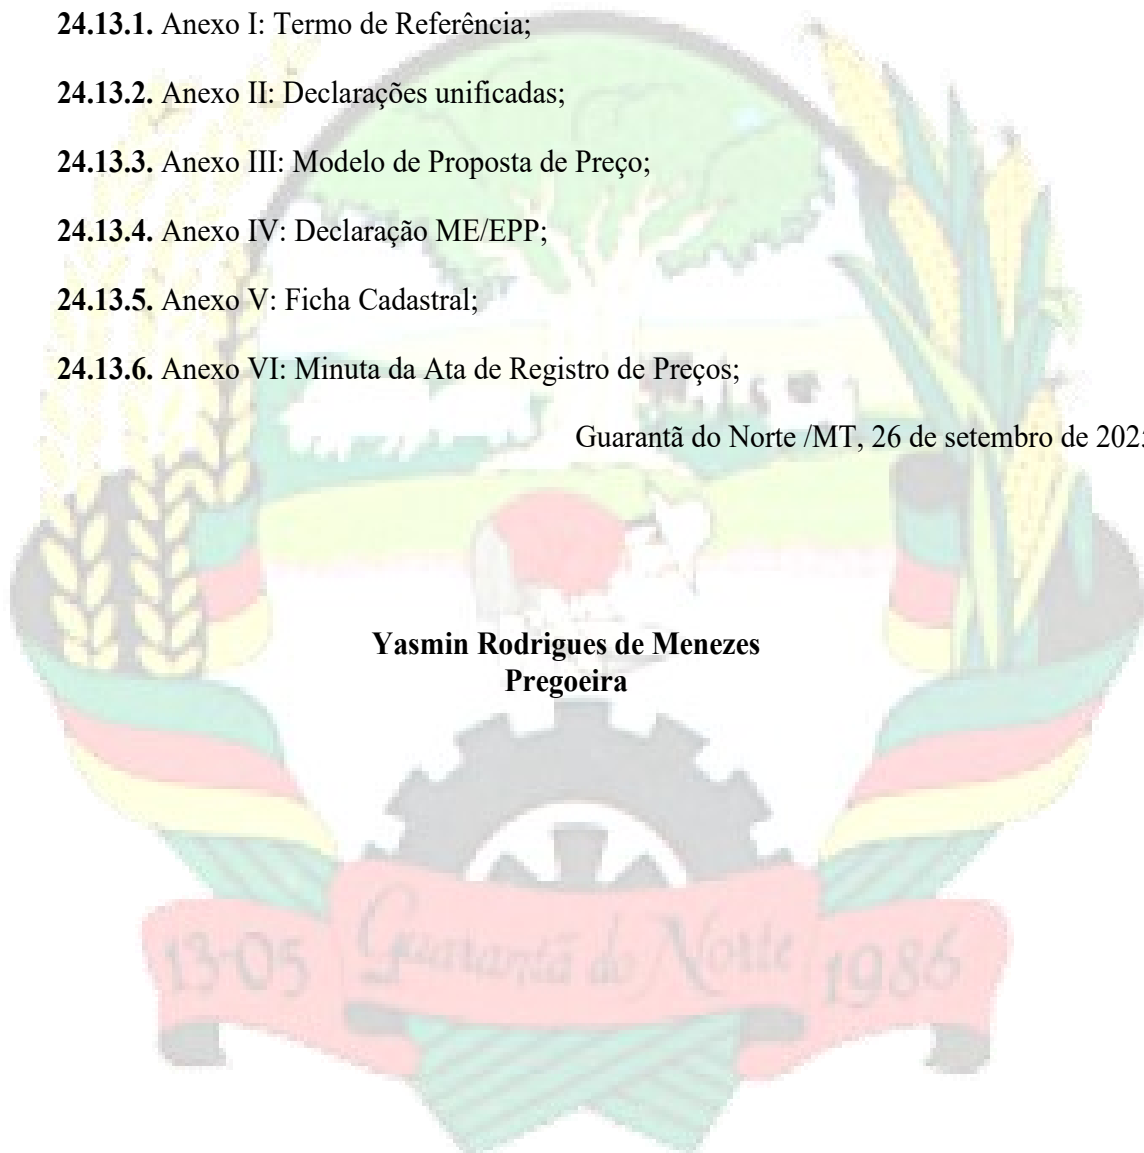 24.13.1. Anexo I: Termo de Referência;
24.13.2. Anexo II: Declarações unificadas;
24.13.3. Anexo III: Modelo de Proposta de Preço;
24.13.4. Anexo IV: Declaração ME/EPP;
24.13.5. Anexo V: Ficha Cadastral;
24.13.6. Anexo VI: Minuta da Ata de Registro de Preços;
Guarantã do Norte /MT, 26 de setembro de
Yasmin Rodrigues de Menezes
Pregoeira
13-05 Guarantã do Norte 1986